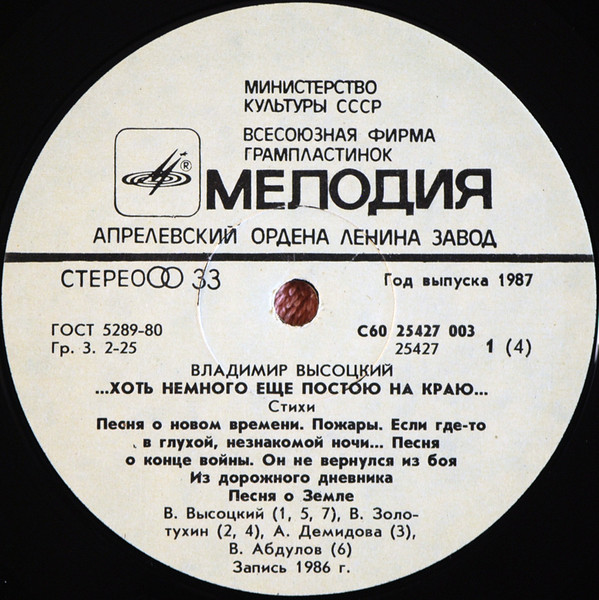 МИНИСТЕРСТВО
КУЛЬТУРЫ СССР
ВСЕСОЮЗНАЯ ФИРМА
ГРАМПЛАСТИНОК
®
МЕЛОДИЯ
АПРЕЛЕВСКИЙ ОРДЕНА ЛЕНИНА ЗАВОД
СТЕРЕО 33
Год выпуска 1987
ГОСТ 5289-80
Гр. 3. 2-25
С60 25427 003
25427 1 (4)
ВЛАДИМИР ВЫСОЦКИЙ
...ХОТЬ НЕМНОГО ЕЩЕ ПОСТОЮ НА КРАЮ...
Стихи
Песня о новом времени. Пожары. Если где-то
в глухой, незнакомой ночи... Песня
о конце войны. Он не вернулся из боя
Из дорожного дневника
Песня о Земле
В. Высоцкий (1, 5, 7), В. Золо-
тухин (2, 4), А. Демидова (3),
В. Абдулов (6)
Запись 1986 г.